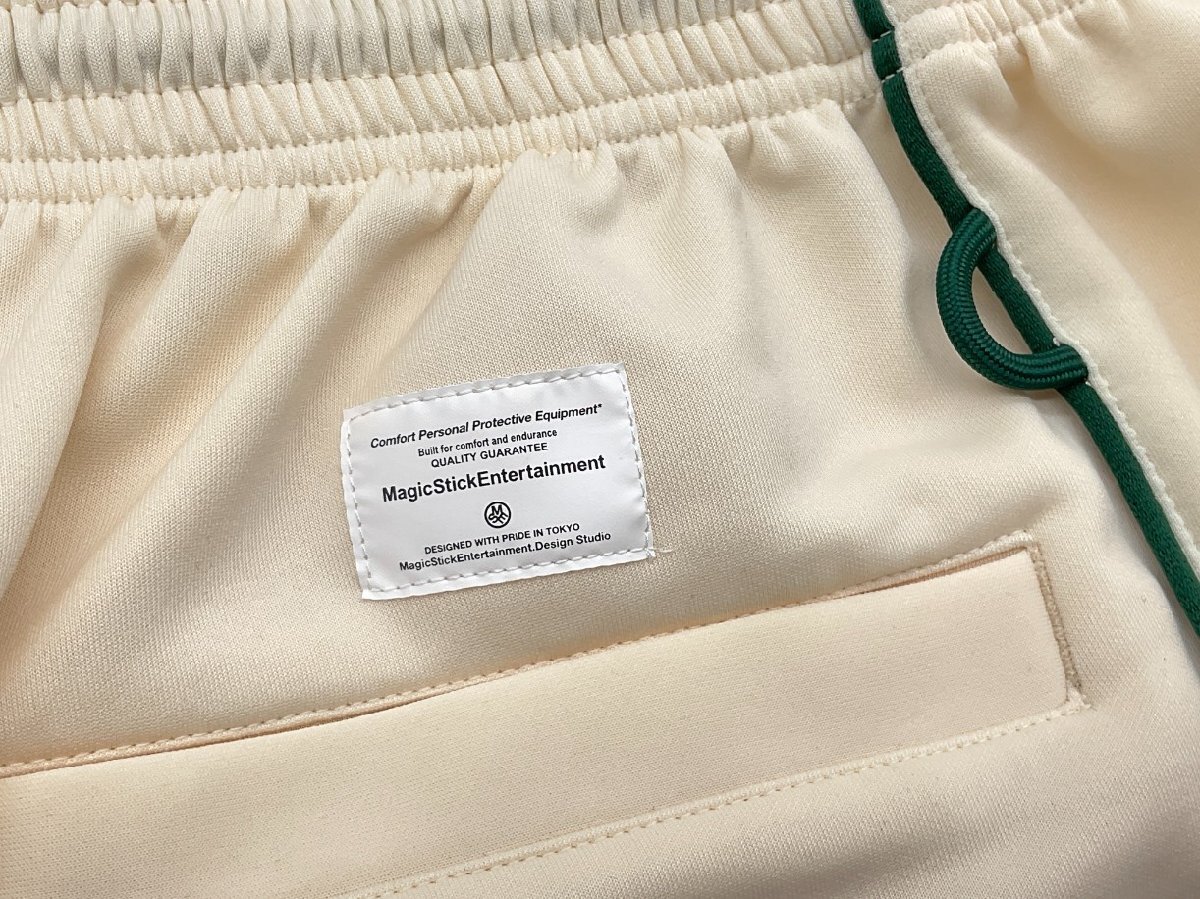 Comfort Personal Protective Equipment*
Built for comfort and endurance
QUALITY GUARANTEE
MagicStickEntertainment
M
DESIGNED WITH PRIDE IN TOKYO
MagicStickEntertainment.Design Studio